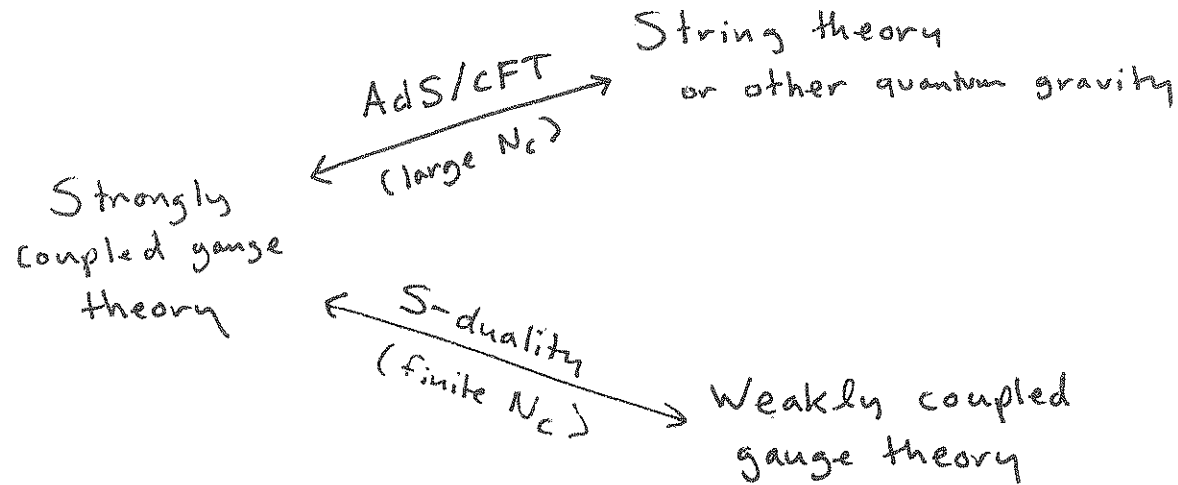 String theory
or other quantum gravity
AdS/CFT
(large Nc)
Strongly
coupled gauge
theory
S-duality
(finite Nc)
Weakly coupled
gauge theory